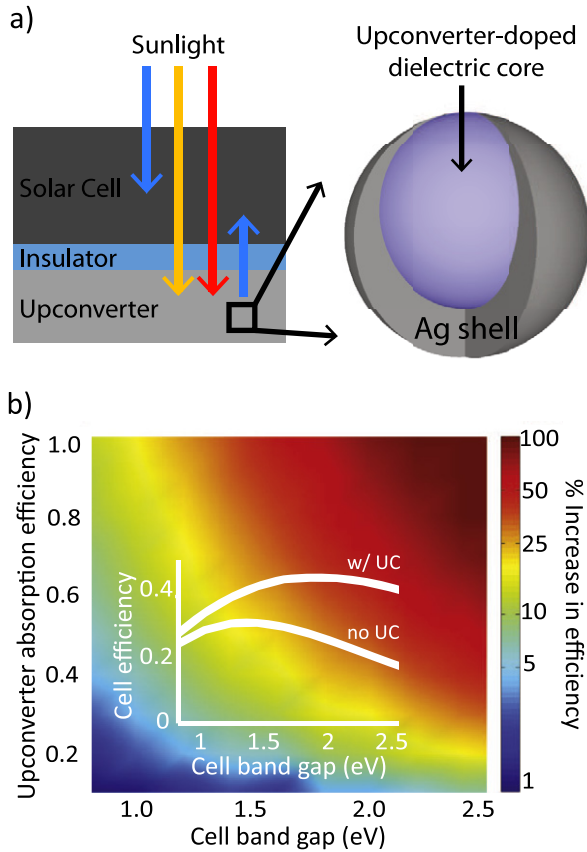 a)
Sunlight
Upconverter-doped
dielectric core
Solar Cell
Insulator
Upconverter
Ag shell
b)
Upconverter absorption efficiency
1.0
0.8
0.6
0.4
0.2
1.0
1.5
2.0
2.5
Cell band gap (eV)
Cell efficiency
0.4
0.2
0
w/ UC
no UC
1
1.5
2
2.5
Cell band gap (eV)
100
50
25
10
5
1
% Increase in efficiency